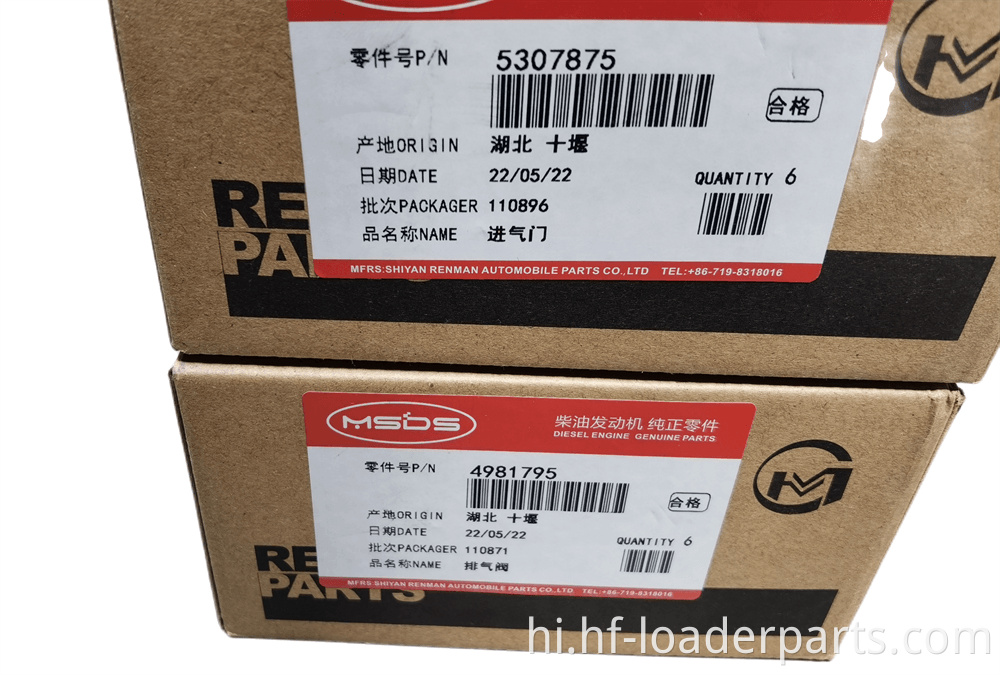 MSDS
零件号P/N 5307875
合格
产地ORIGIN 湖北 十堰
日期DATE 22/05/22
QUANTITY 6
批次PACKAGER 110896
品名称NAME 进气门
MFRS:SHIYAN RENMAN AUTOMOBILE PARTS CO.,LTD TEL:+86-719-8318016
RE
PA
MSDS
柴油发动机 纯正零件
DIESEL ENGINE GENUINE PARTS
零件号P/N 4981795
合格
产地ORIGIN 湖北 十堰
日期DATE 22/05/22
QUANTITY 6
批次PACKAGER 110871
品名称NAME 排气阀
MFRS:SHIYAN RENMAN AUTOMOBILE PARTS CO.,LTD TEL:+86-719-8318016
RE
PARTS
hi.hf-loaderparts.com